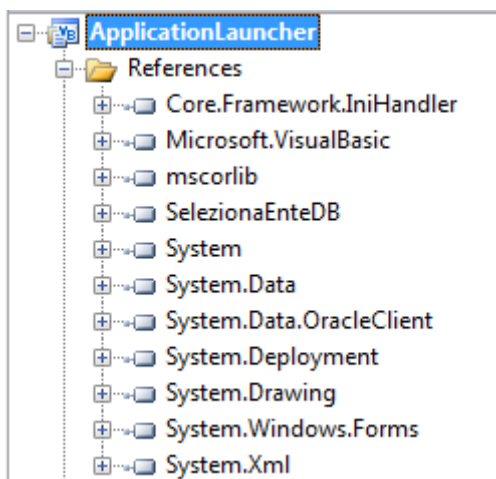 VB ApplicationLauncher
References
Core.Framework.IniHandler
Microsoft.VisualBasic
mscorlib
SelezionaEnteDB
System
System.Data
System.Data.OracleClient
System.Deployment
System.Drawing
System.Windows.Forms
System.Xml